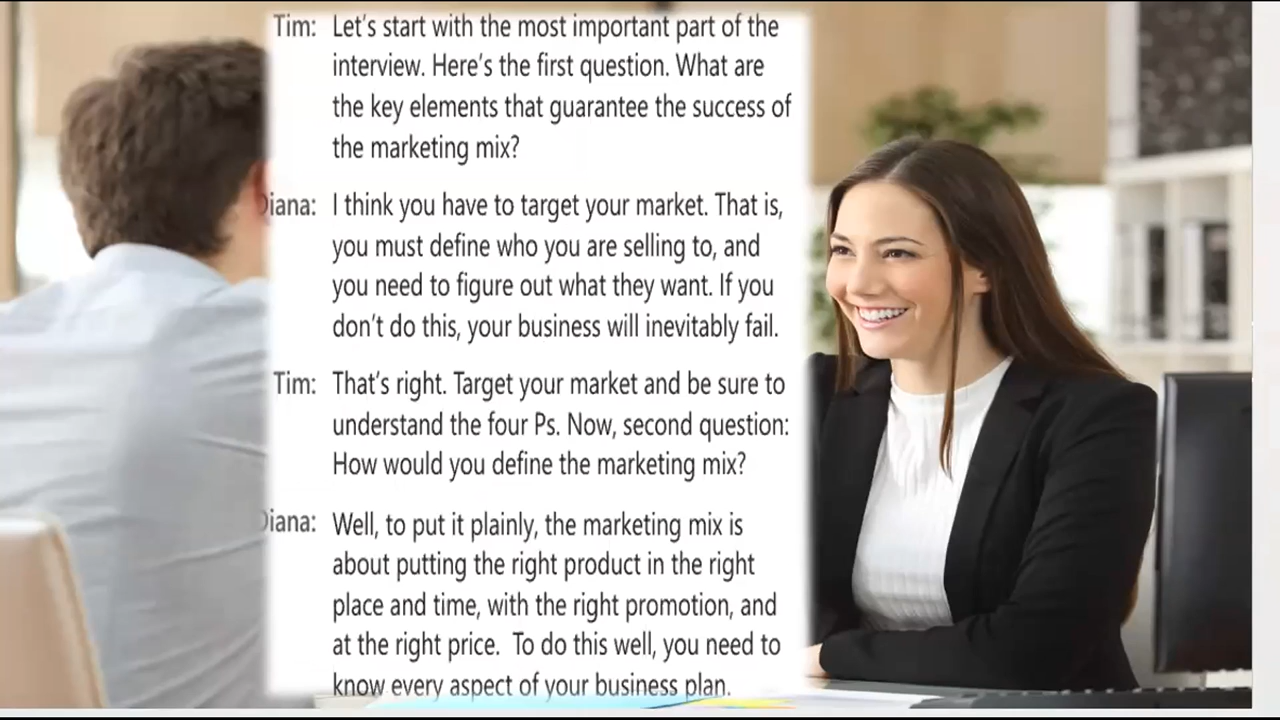 Tim: Let's start with the most important part of the
interview. Here's the first question. What are
the key elements that guarantee the success of
the marketing mix?
Diana: I think you have to target your market. That is,
you must define who you are selling to, and
you need to figure out what they want. If you
don't do this, your business will inevitably fail.
Tim: That's right. Target your market and be sure to
understand the four Ps. Now, second question:
How would you define the marketing mix?
Diana: Well, to put it plainly, the marketing mix is
about putting the right product in the right
place and time, with the right promotion, and
at the right price. To do this well, you need to
know every aspect of your business plan.